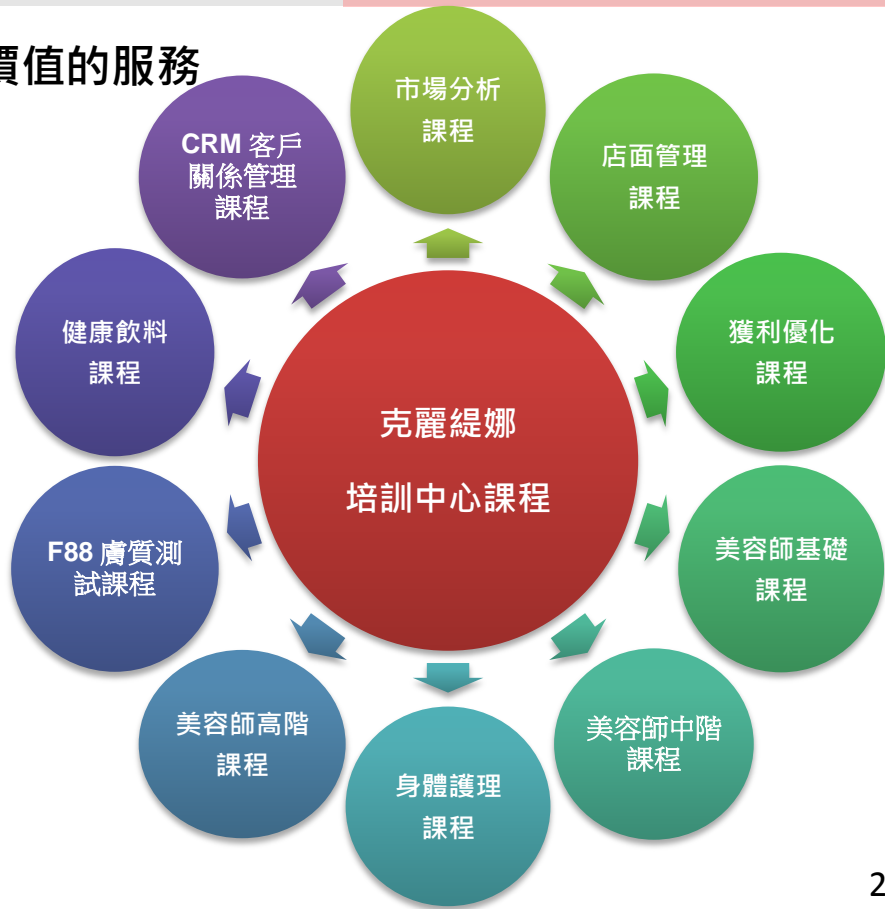 價值的服務
市場分析
課程
店面管理
課程
獲利優化
課程
美容師基礎
課程
美容師中階
課程
身體護理
課程
美容師高階
課程
F88 膚質測
試課程
健康飲料
課程
CRM 客戶
關係管理
課程
克麗緹娜
培訓中心課程
2